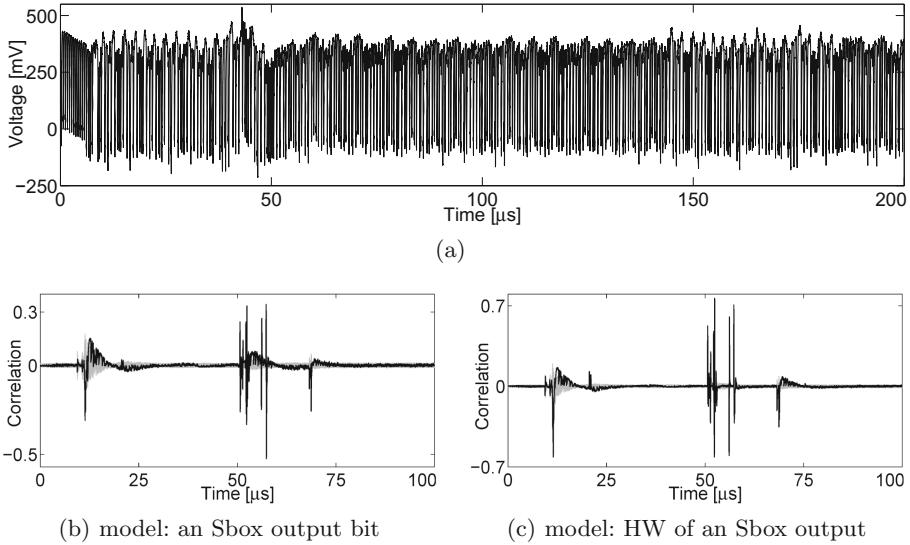 500
250
0
−250
Voltage [mV]
0
50
100
150
200
Time [µs]
(a)
0.3
0
−0.5
Correlation
0
25
50
75
100
Time [µs]
(b) model: an Sbox output bit
0.7
0
−0.7
Correlation
0
25
50
75
100
Time [µs]
(c) model: HW of an Sbox output